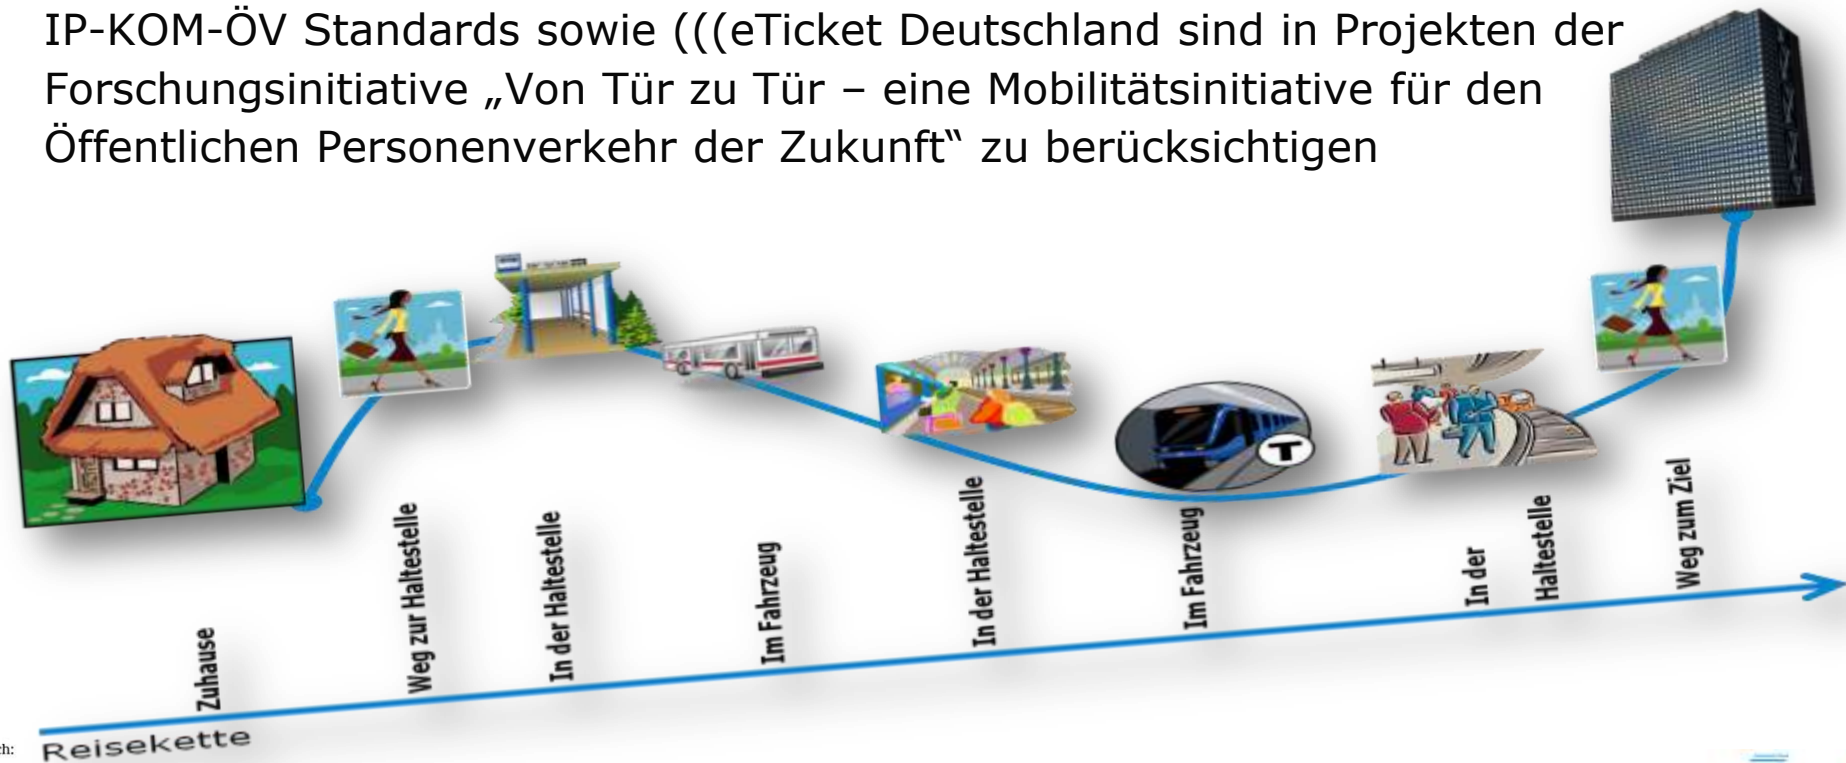 IP-KOM-ÖV Standards sowie (((eTicket Deutschland sind in Projekten der
Forschungsinitiative „Von Tür zu Tür – eine Mobilitätsinitiative für den
Öffentlichen Personenverkehr der Zukunft“ zu berücksichtigen
T
Zuhause
Weg zur Haltestelle
In der Haltestelle
Im Fahrzeug
In der Haltestelle
Im Fahrzeug
In der
Haltestelle
Weg zum Ziel
Reisekette